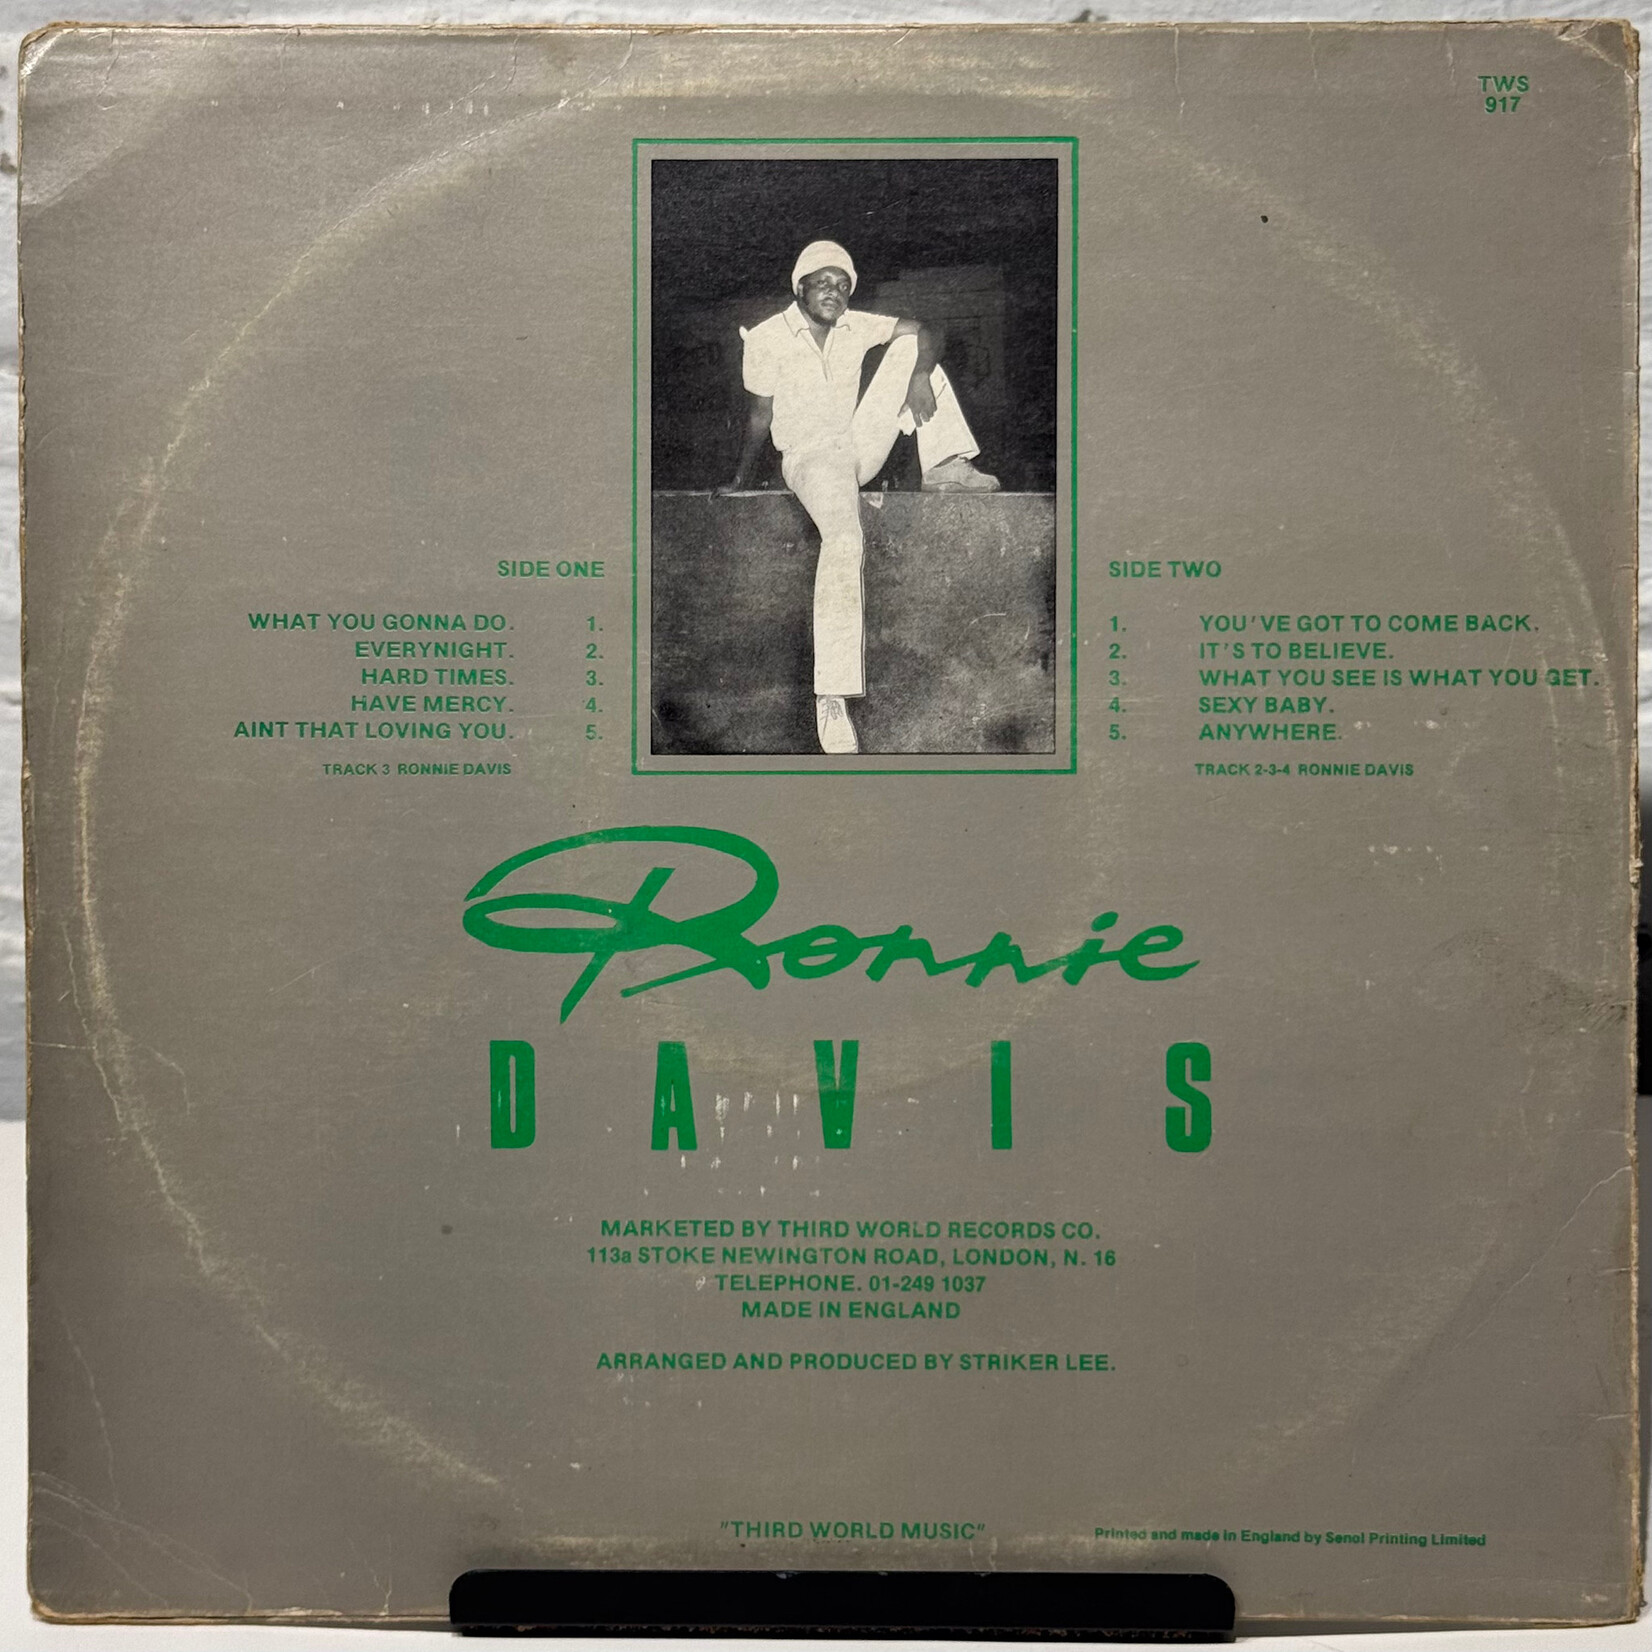 TWS
917
SIDE ONE
WHAT YOU GONNA DO. 1.
EVERYNIGHT. 2.
HARD TIMES. 3.
HAVE MERCY. 4.
AINT THAT LOVING YOU. 5.
TRACK 3 RONNIE DAVIS
SIDE TWO
1. YOU'VE GOT TO COME BACK.
2. IT'S TO BELIEVE.
3. WHAT YOU SEE IS WHAT YOU GET.
4. SEXY BABY.
5. ANYWHERE.
TRACK 2-3-4 RONNIE DAVIS
Ronnie
DAVIS
MARKETED BY THIRD WORLD RECORDS CO.
113a STOKE NEWINGTON ROAD, LONDON, N. 16
TELEPHONE. 01-249 1037
MADE IN ENGLAND
ARRANGED AND PRODUCED BY STRIKER LEE.
"THIRD WORLD MUSIC"
Printed and made in England by Senol Printing Limited